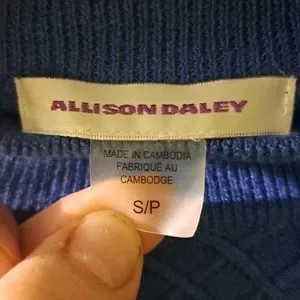 ALLISON DALEY
MADE IN CAMBODIA
FABRIQUÉ AU
CAMBODGE
S/P